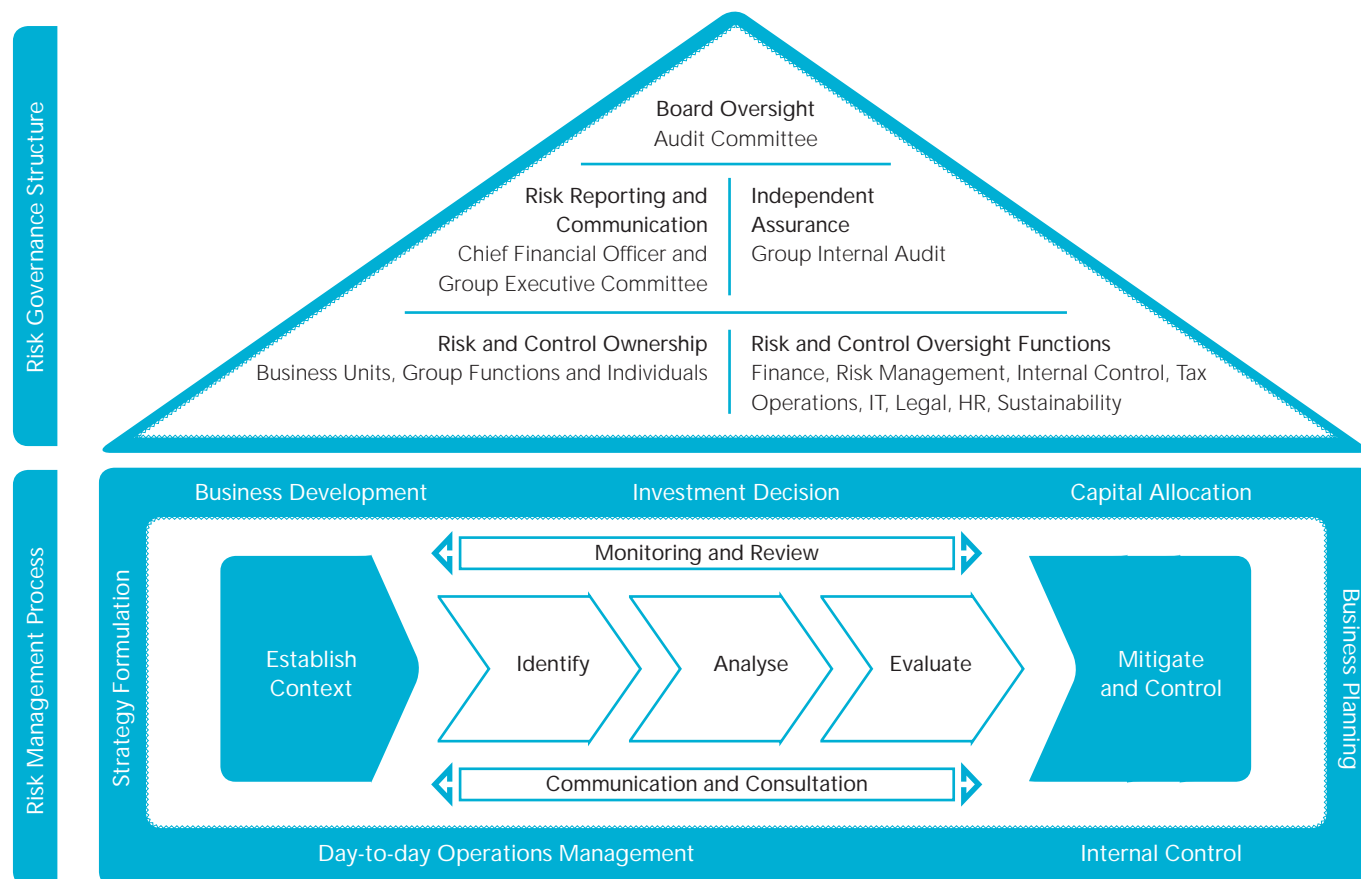 Risk Governance Structure
Board Oversight
Audit Committee
Risk Reporting and
Communication
Chief Financial Officer and
Group Executive Committee
Independent
Assurance
Group Internal Audit
Risk and Control Ownership
Business Units, Group Functions and Individuals
Risk and Control Oversight Functions
Finance, Risk Management, Internal Control, Tax
Operations, IT, Legal, HR, Sustainability
Risk Management Process
Business Development
Investment Decision
Capital Allocation
Strategy Formulation
Monitoring and Review
Establish
Context
Identify
Analyse
Evaluate
Mitigate
and Control
Communication and Consultation
Business Planning
Day-to-day Operations Management
Internal Control